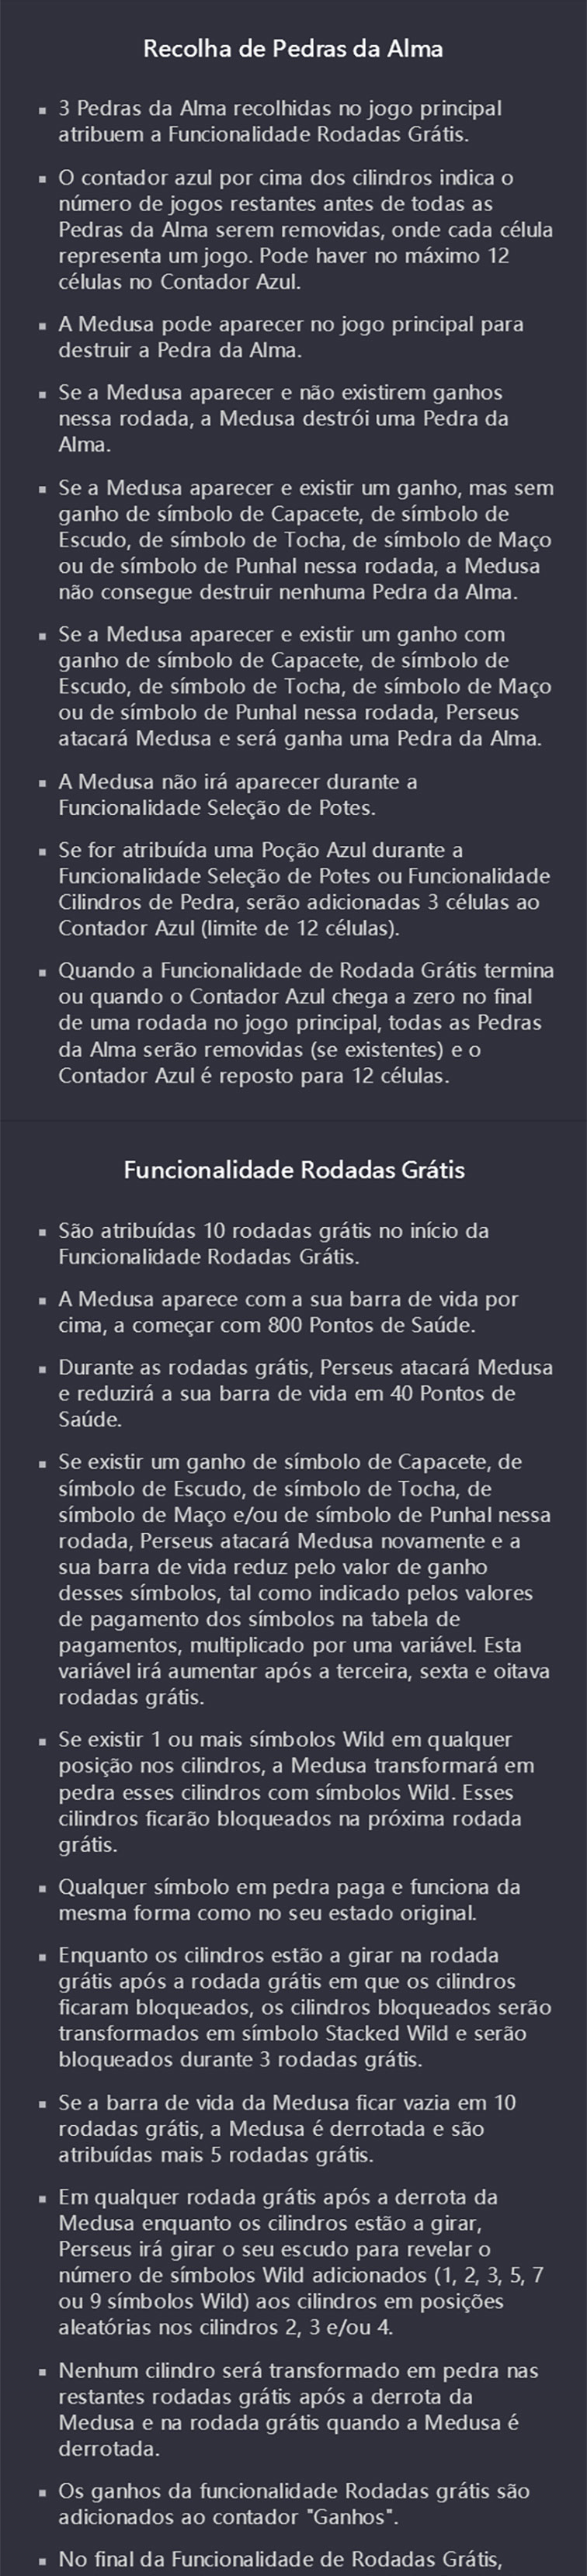 Recolha de Pedras da Alma
▪ 3 Pedras da Alma recolhidas no jogo principal
atribuem a Funcionalidade Rodadas Grátis.
▪ O contador azul por cima dos cilindros indica o
número de jogos restantes antes de todas as
Pedras da Alma serem removidas, onde cada célula
representa um jogo. Pode haver no máximo 12
células no Contador Azul.
▪ A Medusa pode aparecer no jogo principal para
destruir a Pedra da Alma.
▪ Se a Medusa aparecer e não existirem ganhos
nessa rodada, a Medusa destrói uma Pedra da
Alma.
▪ Se a Medusa aparecer e existir um ganho, mas sem
ganho de símbolo de Capacete, de símbolo de
Escudo, de símbolo de Tocha, de símbolo de Maço
ou de símbolo de Punhal nessa rodada, a Medusa
não consegue destruir nenhuma Pedra da Alma.
▪ Se a Medusa aparecer e existir um ganho com
ganho de símbolo de Capacete, de símbolo de
Escudo, de símbolo de Tocha, de símbolo de Maço
ou de símbolo de Punhal nessa rodada, Perseus
atacará Medusa e será ganha uma Pedra da Alma.
▪ A Medusa não irá aparecer durante a
Funcionalidade Seleção de Potes.
▪ Se for atribuída uma Poção Azul durante a
Funcionalidade Seleção de Potes ou Funcionalidade
Cilindros de Pedra, serão adicionadas 3 células ao
Contador Azul (limite de 12 células).
▪ Quando a Funcionalidade de Rodada Grátis termina
ou quando o Contador Azul chega a zero no final
de uma rodada no jogo principal, todas as Pedras
da Alma serão removidas (se existentes) e o
Contador Azul é reposto para 12 células.
Funcionalidade Rodadas Grátis
▪ São atribuídas 10 rodadas grátis no início da
Funcionalidade Rodadas Grátis.
▪ A Medusa aparece com a sua barra de vida por
cima, a começar com 800 Pontos de Saúde.
▪ Durante as rodadas grátis, Perseus atacará Medusa
e reduzirá a sua barra de vida em 40 Pontos de
Saúde.
▪ Se existir um ganho de símbolo de Capacete, de
símbolo de Escudo, de símbolo de Tocha, de
símbolo de Maço e/ou de símbolo de Punhal nessa
rodada, Perseus atacará Medusa novamente e a
sua barra de vida reduz pelo valor de ganho
desses símbolos, tal como indicado pelos valores
de pagamento dos símbolos na tabela de
pagamentos, multiplicado por uma variável. Esta
variável irá aumentar após a terceira, sexta e oitava
rodadas grátis.
▪ Se existir 1 ou mais símbolos Wild em qualquer
posição nos cilindros, a Medusa transformará em
pedra esses cilindros com símbolos Wild. Esses
cilindros ficarão bloqueados na próxima rodada
grátis.
▪ Qualquer símbolo em pedra paga e funciona da
mesma forma como no seu estado original.
▪ Enquanto os cilindros estão a girar na rodada
grátis após a rodada grátis em que os cilindros
ficaram bloqueados, os cilindros bloqueados serão
transformados em símbolo Stacked Wild e serão
bloqueados durante 3 rodadas grátis.
▪ Se a barra de vida da Medusa ficar vazia em 10
rodadas grátis, a Medusa é derrotada e são
atribuídas mais 5 rodadas grátis.
▪ Em qualquer rodada grátis após a derrota da
Medusa enquanto os cilindros estão a girar,
Perseus irá girar o seu escudo para revelar o
número de símbolos Wild adicionados (1, 2, 3, 5, 7
ou 9 símbolos Wild) aos cilindros em posições
aleatórias nos cilindros 2, 3 e/ou 4.
▪ Nenhum cilindro será transformado em pedra nas
restantes rodadas grátis após a derrota da
Medusa e na rodada grátis quando a Medusa é
derrotada.
▪ Os ganhos da funcionalidade Rodadas grátis são
adicionados ao contador "Ganhos".
▪ No final da Funcionalidade de Rodadas Grátis,